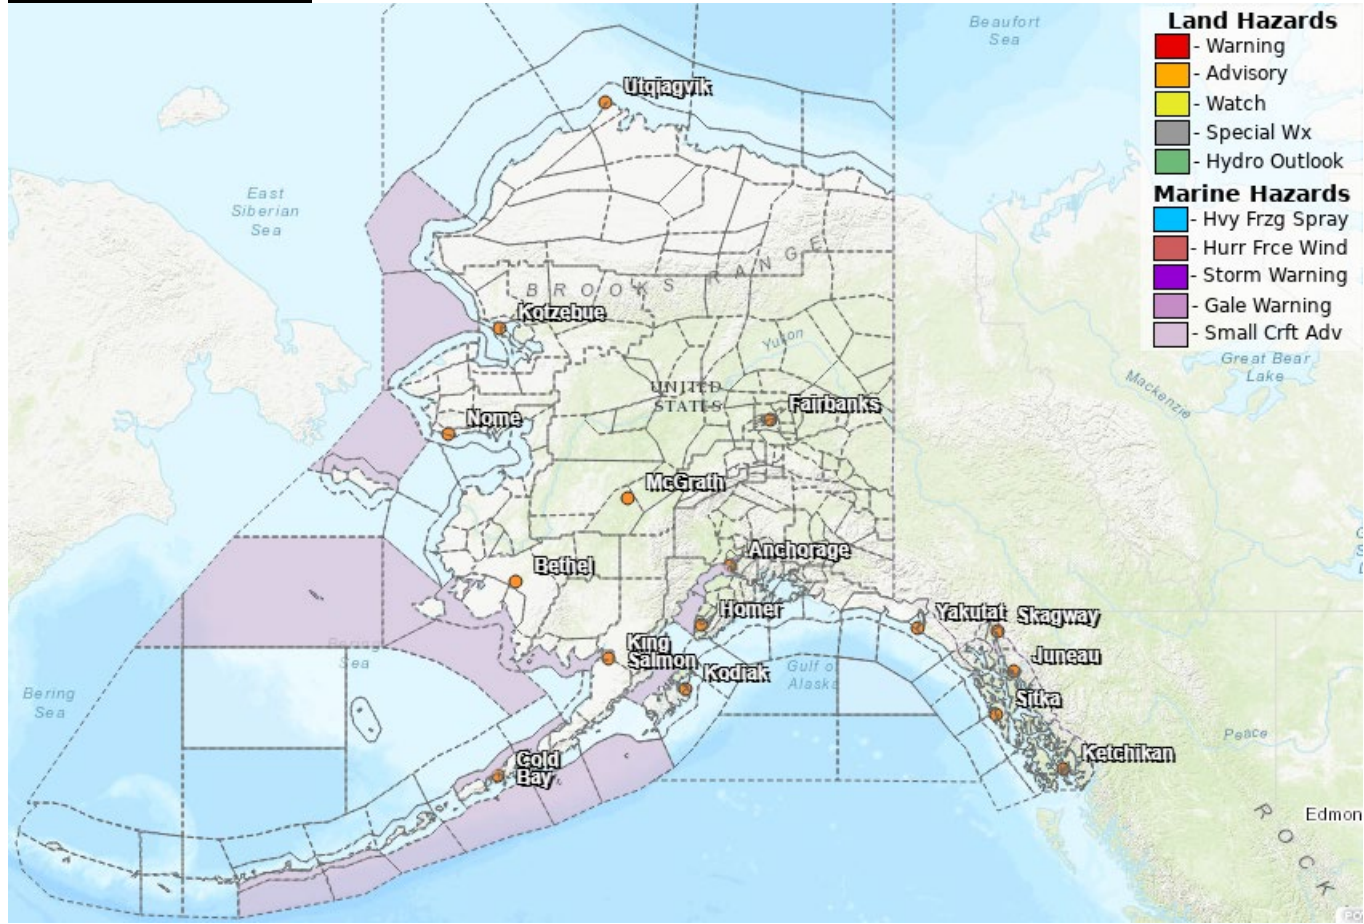 Beaufort
Sea
Land Hazards
- Warning
- Advisory
- Watch
- Special Wx
- Hydro Outlook
Marine Hazards
- Hvy Frzg Spray
- Hurr Frce Wind
- Storm Warning
- Gale Warning
- Small Crft Adv
Utqiagvik
East
Siberian
Sea
BROOKS RANGE
Kotzebue
Yukon
Great Bear
Lake
Mackenzie
UNITED
STATES
Fairbanks
Nome
McGrath
Anchorage
Bethel
Homer
Yakutat
Skagway
King
Salmon
Bering
Sea
Juneau
Kodiak
Gulf of
Alaska
Bering
Sea
Sitka
Peace
Ketchikan
Cold
Bay
ROCK
Edmon